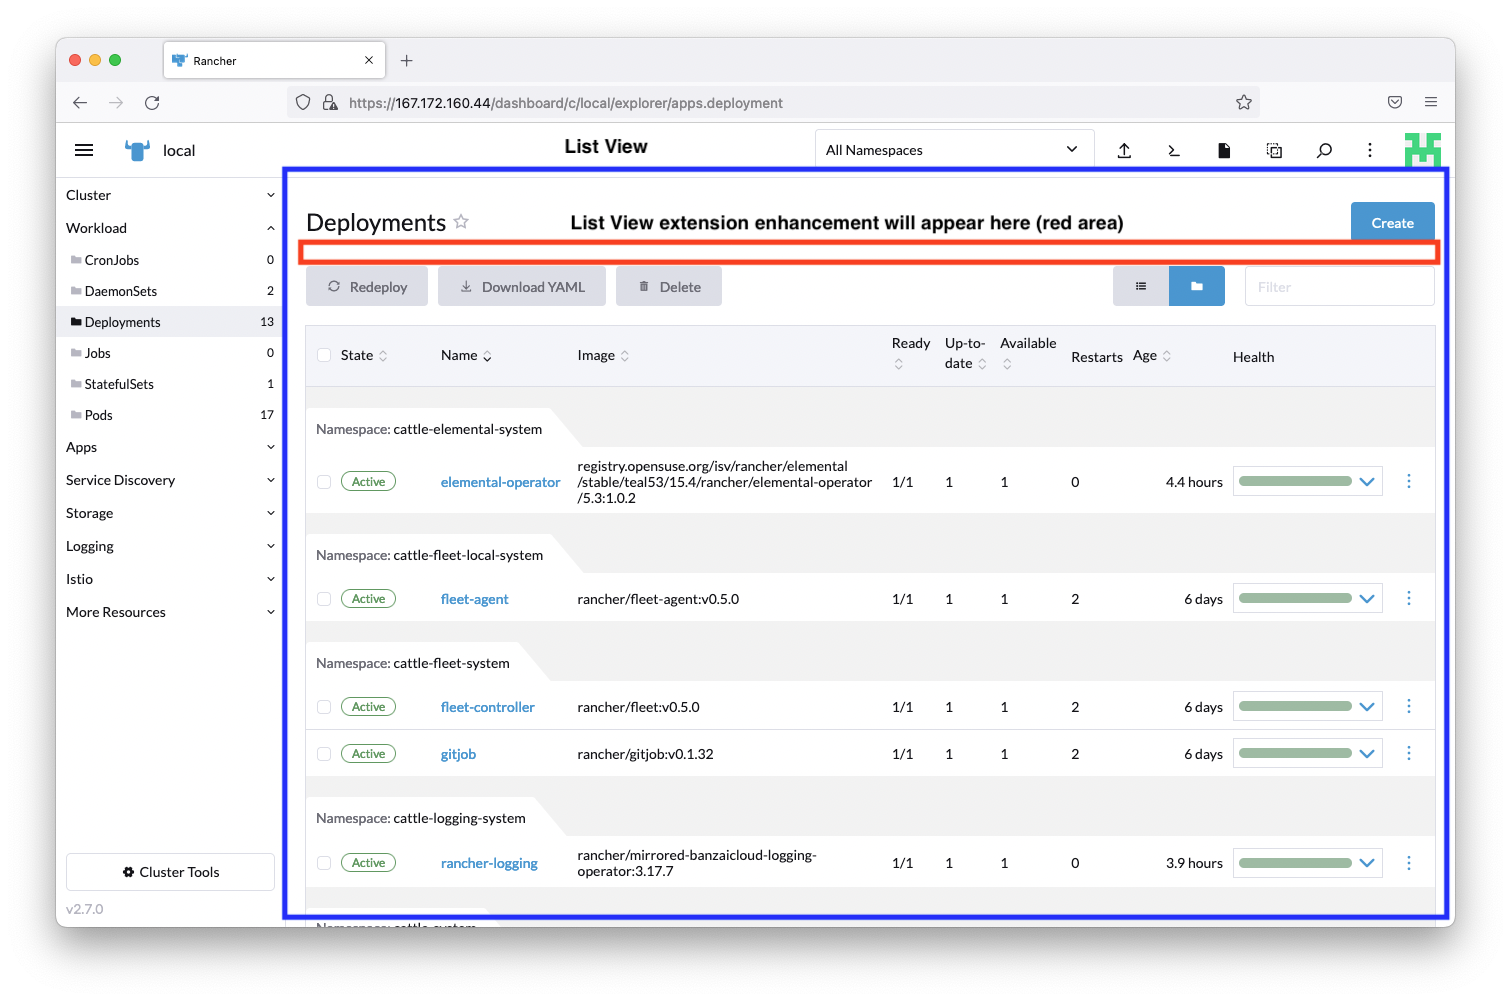 Rancher
https://167.172.160.44/dashboard/c/local/explorer/apps.deployment
local
List View
All Namespaces
Cluster
Workload
CronJobs 0
DaemonSets 2
Deployments 13
Jobs 0
StatefulSets 1
Pods 17
Apps
Service Discovery
Storage
Logging
Istio
More Resources
Cluster Tools
v2.7.0
Deployments
List View extension enhancement will appear here (red area)
Create
Redeploy
Download YAML
Delete
Filter
State Name Image Ready Up-to-date Available Restarts Age Health
Namespace: cattle-elemental-system
Active elemental-operator registry.opensuse.org/isv/rancher/elemental
/stable/teal53/15.4/rancher/elemental-operator
/5.3:1.0.2
1/1 1 1 0 4.4 hours
Namespace: cattle-fleet-local-system
Active fleet-agent rancher/fleet-agent:v0.5.0 1/1 1 1 2 6 days
Namespace: cattle-fleet-system
Active fleet-controller rancher/fleet:v0.5.0 1/1 1 1 2 6 days
Active gitjob rancher/gitjob:v0.1.32 1/1 1 1 2 6 days
Namespace: cattle-logging-system
Active rancher-logging rancher/mirrored-banzaicloud-logging-
operator:3.17.7
1/1 1 1 0 3.9 hours
Namespace: cattle-system